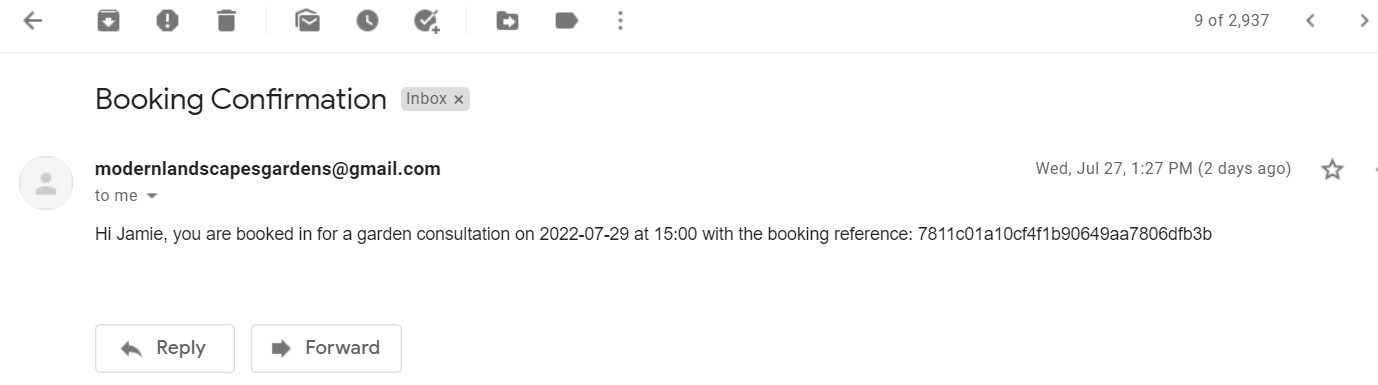 9 of 2,937
Booking Confirmation Inbox ×
modernlandscapesgardens@gmail.com Wed, Jul 27, 1:27 PM (2 days ago)
to me
Hi Jamie, you are booked in for a garden consultation on 2022-07-29 at 15:00 with the booking reference: 7811c01a10cf4f1b90649aa7806dfb3b
Reply Forward